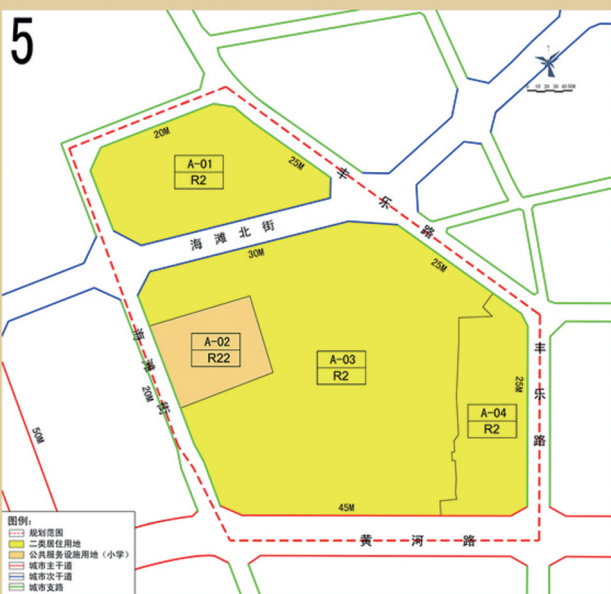 5
20M
A-01
R2
25M
丰乐路
海滩北街
30M
25M
A-02
R22
A-03
R2
20M
50M
丰乐路
25M
A-04
R2
45M
黄河路
图例:
规划范围
二类居住用地
公共服务设施用地(小学)
城市主干道
城市次干道
城市支路